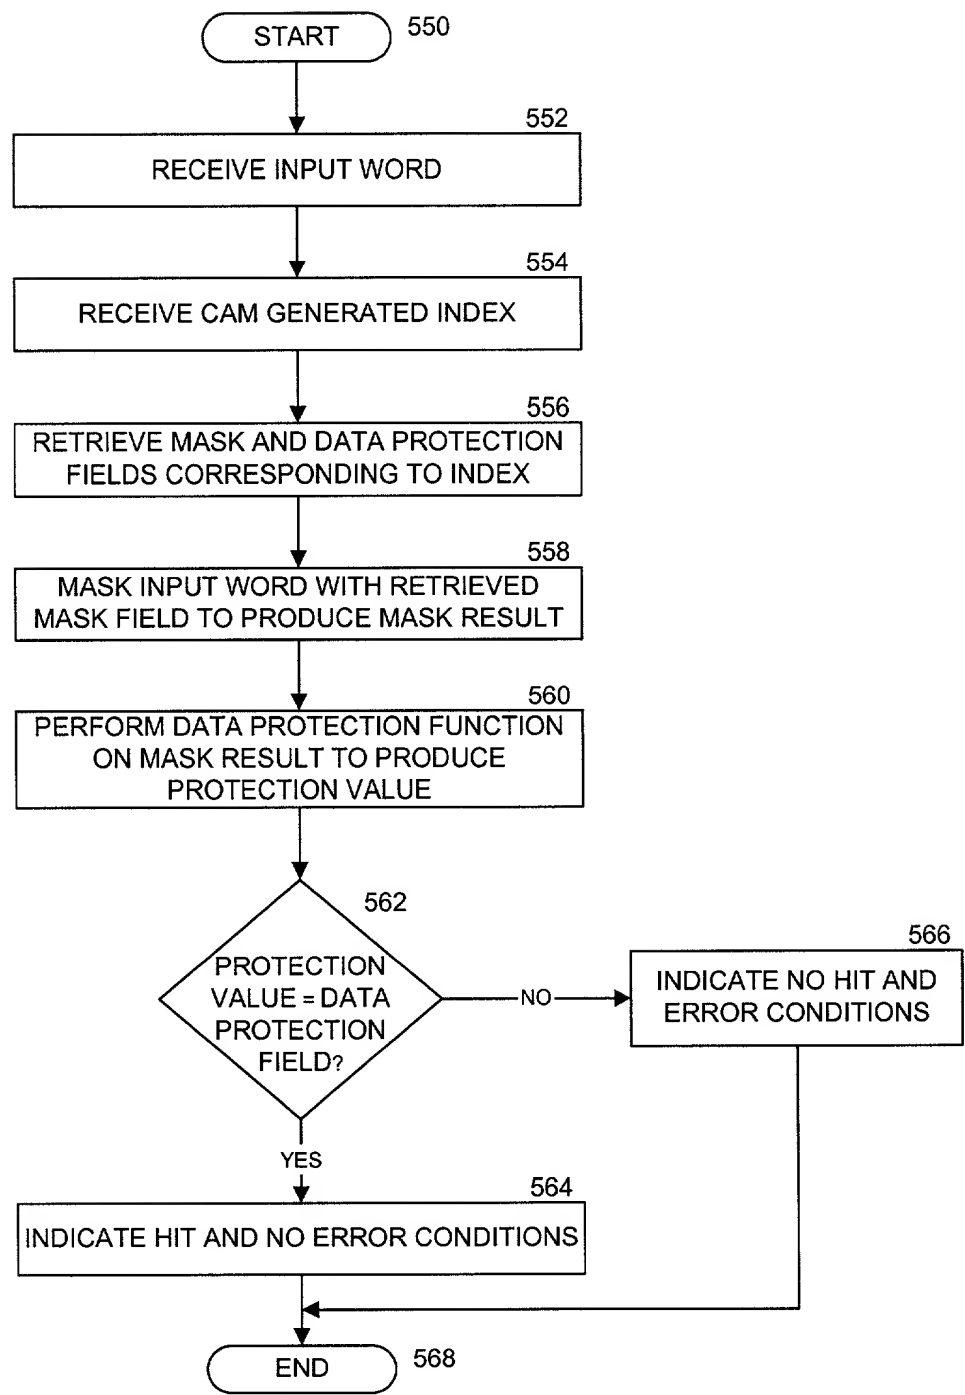 START
550
552
RECEIVE INPUT WORD
554
RECEIVE CAM GENERATED INDEX
556
RETRIEVE MASK AND DATA PROTECTION
FIELDS CORRESPONDING TO INDEX
558
MASK INPUT WORD WITH RETRIEVED
MASK FIELD TO PRODUCE MASK RESULT
560
PERFORM DATA PROTECTION FUNCTION
ON MASK RESULT TO PRODUCE
PROTECTION VALUE
562
PROTECTION
VALUE = DATA
PROTECTION
FIELD?
NO
566
INDICATE NO HIT AND
ERROR CONDITIONS
YES
564
INDICATE HIT AND NO ERROR CONDITIONS
END
568